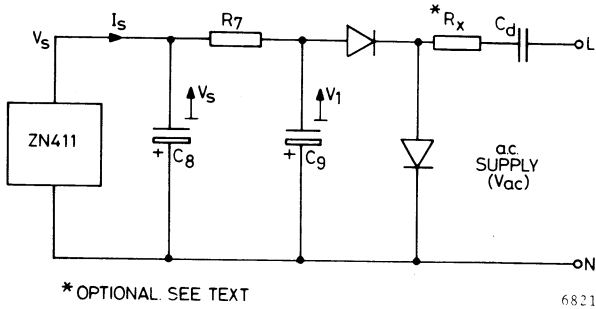 Vs
Is
R7
*Rx
Cd
L
ZN411
Vs
+ C8
V1
+ C9
a.c.
SUPPLY
(Vac)
N
*OPTIONAL. SEE TEXT
6821